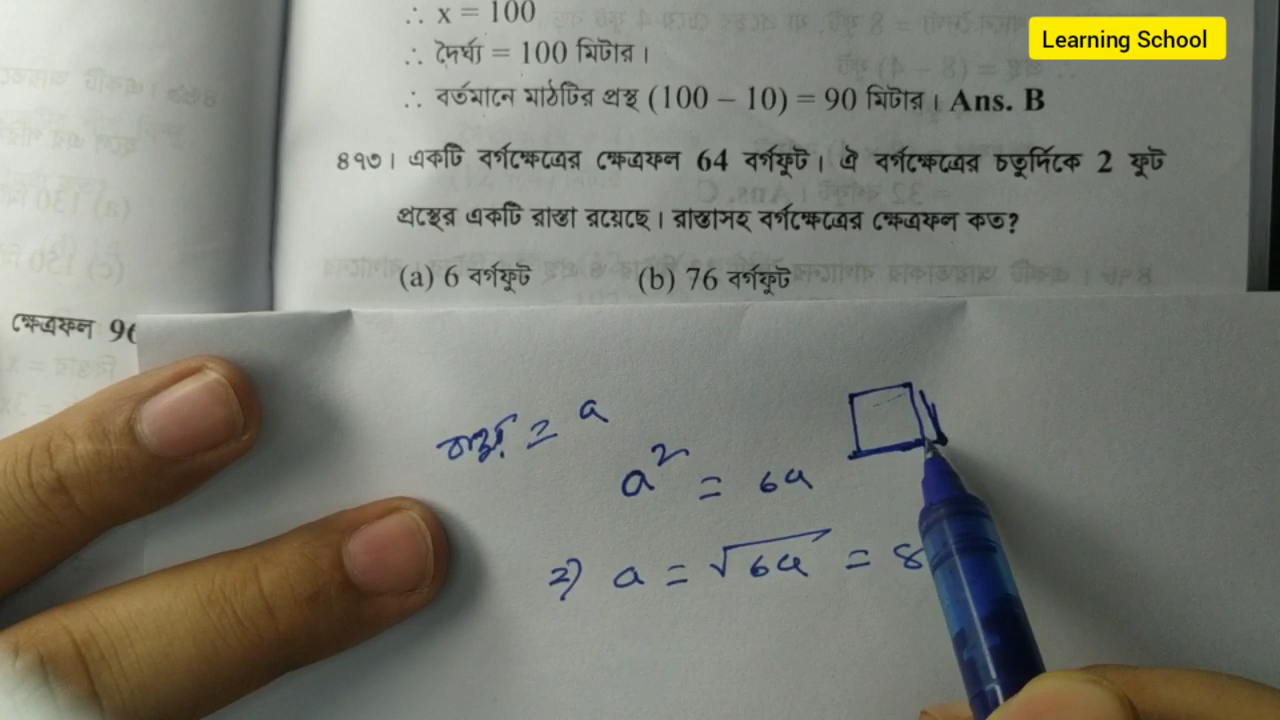 ∴ x = 100
Learning School
∴ দৈর্ঘ্য = 100 মিটার।
∴ বর্তমানে মাঠটির প্রস্থ (100 – 10) = 90 মিটার। Ans. B
৪৭৩। একটি বর্গক্ষেত্রের ক্ষেত্রফল 64 বর্গফুট। ঐ বর্গক্ষেত্রের চতুর্দিকে 2 ফুট
প্রস্থের একটি রাস্তা রয়েছে। রাস্তাসহ বর্গক্ষেত্রের ক্ষেত্রফল কত?
(a) 6 বর্গফুট (b) 76 বর্গফুট
ক্ষেত্রফল 96
= a
a² = 64
a = √64 = 8